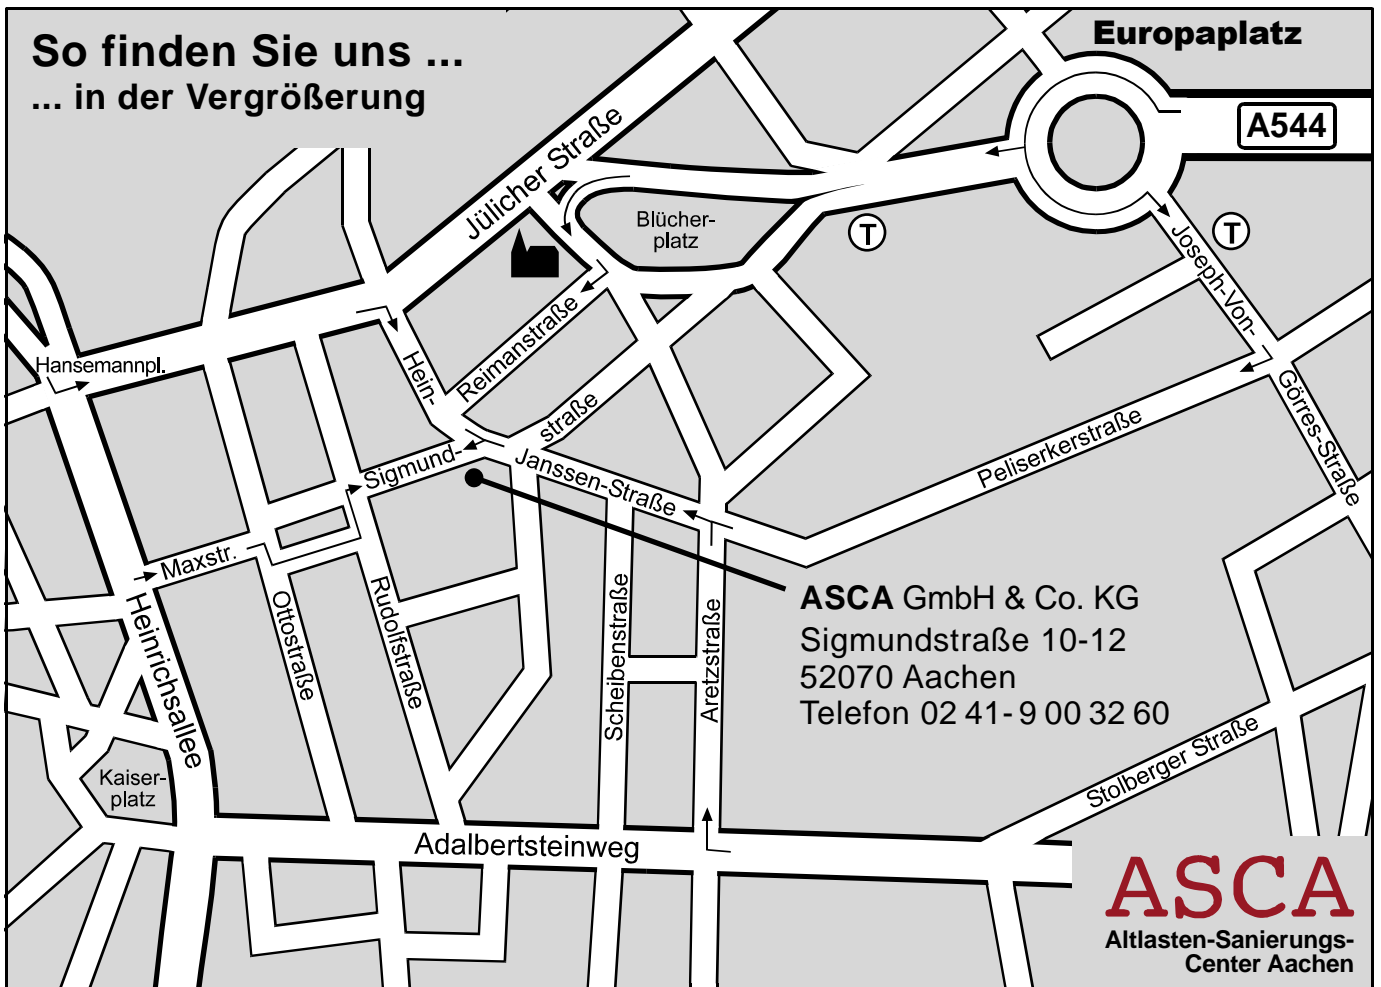 So finden Sie uns ...
... in der Vergrößerung
Europaplatz
A544
Jülicher Straße
Blücher-
platz
T
T
Joseph-Von-
Görres-Straße
Hansemannpl.
Hein-
Reimanstraße
straße
Sigmund-
Janssen-Straße
Peliserkerstraße
Maxstr.
Heinrichsallee
Ottostraße
Rudolfstraße
Scheibenstraße
Aretzstraße
ASCA GmbH & Co. KG
Sigmundstraße 10-12
52070 Aachen
Telefon 02 41- 9 00 32 60
Kaiser-
platz
Stolberger Straße
Adalbertsteinweg
ASCA
Altlasten-Sanierungs-
Center Aachen